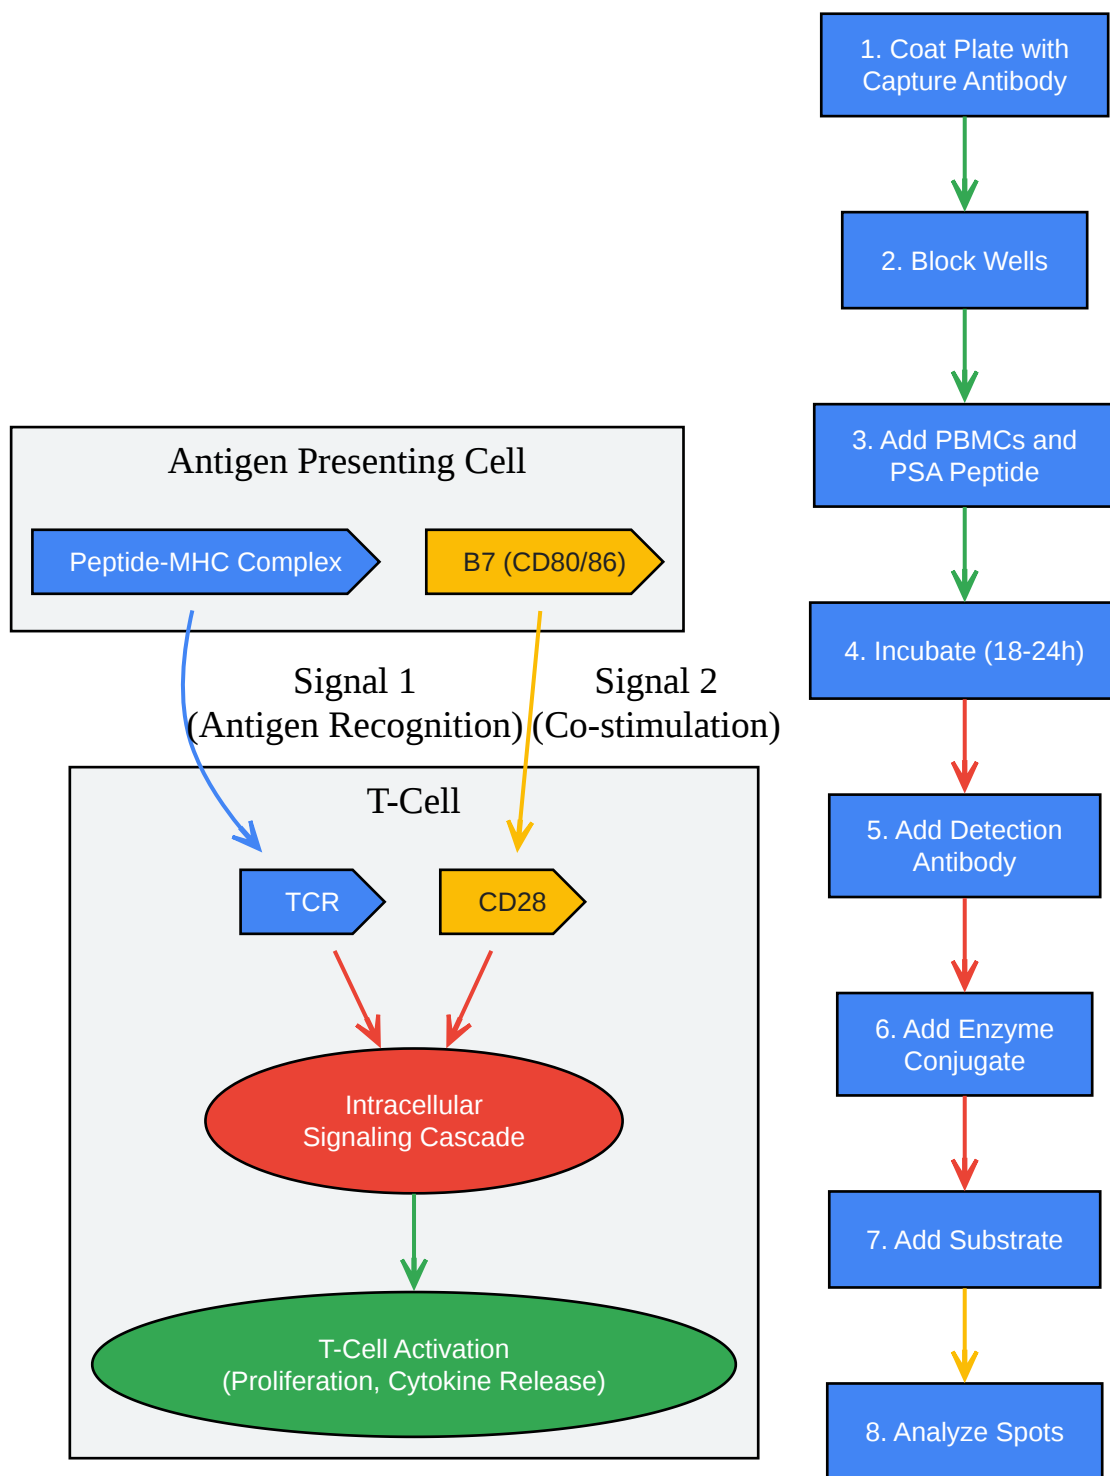 Antigen Presenting Cell
Peptide-MHC Complex
B7 (CD80/86)
Signal 1
(Antigen Recognition)
Signal 2
(Co-stimulation)
T-Cell
TCR
CD28
Intracellular
Signaling Cascade
T-Cell Activation
(Proliferation, Cytokine Release)
1. Coat Plate with
Capture Antibody
2. Block Wells
3. Add PBMCs and
PSA Peptide
4. Incubate (18-24h)
5. Add Detection
Antibody
6. Add Enzyme
Conjugate
7. Add Substrate
8. Analyze Spots